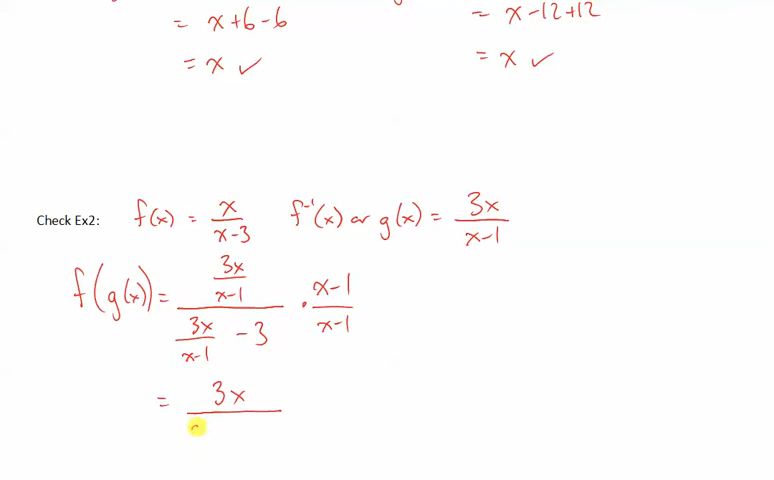 = x+6-6 = x-12+12
= x ✓ = x ✓
Check Ex2: f(x) = x/(x-3) f⁻¹(x) or g(x) = 3x/(x-1)
f(g(x)) = (3x/(x-1))/(3x/(x-1) - 3) · (x-1)/(x-1)
= 3x